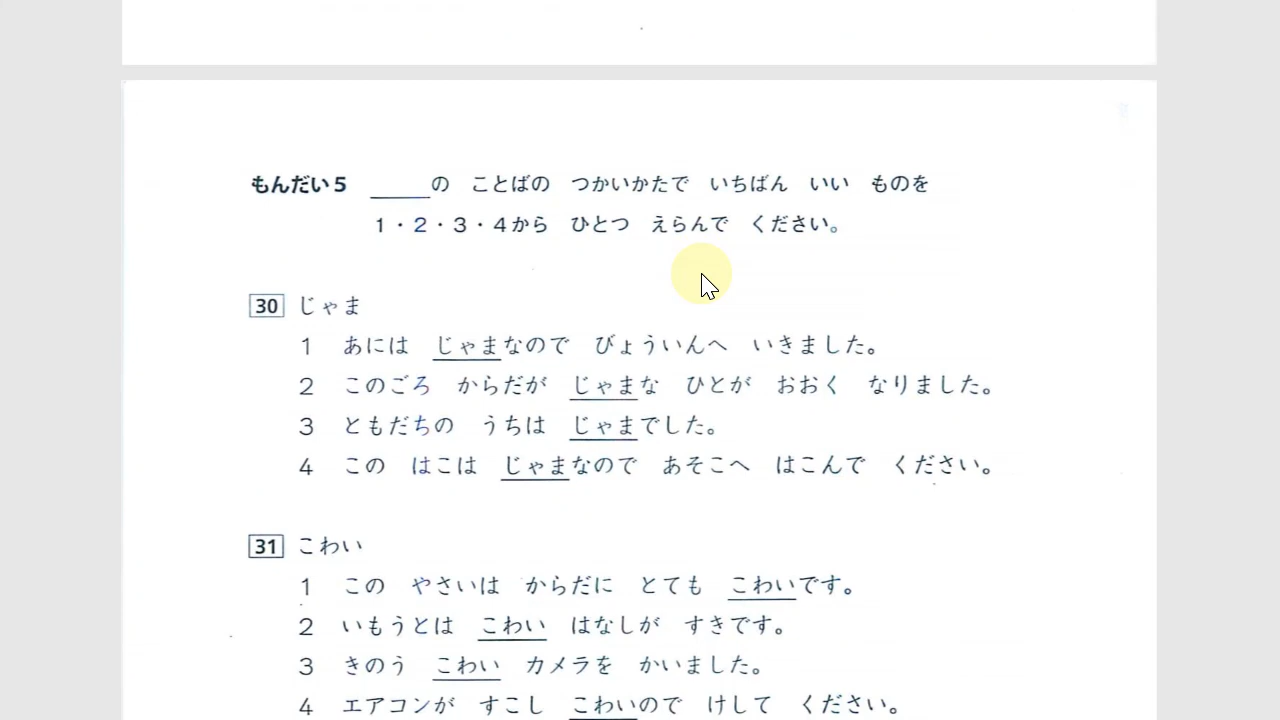 もんだい5 _____の ことばの つかいかたで いちばん いい ものを
1・2・3・4から ひとつ えらんで ください。
30 じゃま
1 あには じゃまなので びょういんへ いきました。
2 このごろ からだが じゃまな ひとが おおく なりました。
3 ともだちの うちは じゃまでした。
4 この はこは じゃまなので あそこへ はこんで ください。
31 こわい
1 この やさいは からだに とても こわいです。
2 いもうとは こわい はなしが すきです。
3 きのう こわい カメラを かいました。
4 エアコンが すこし こわいので けして ください。